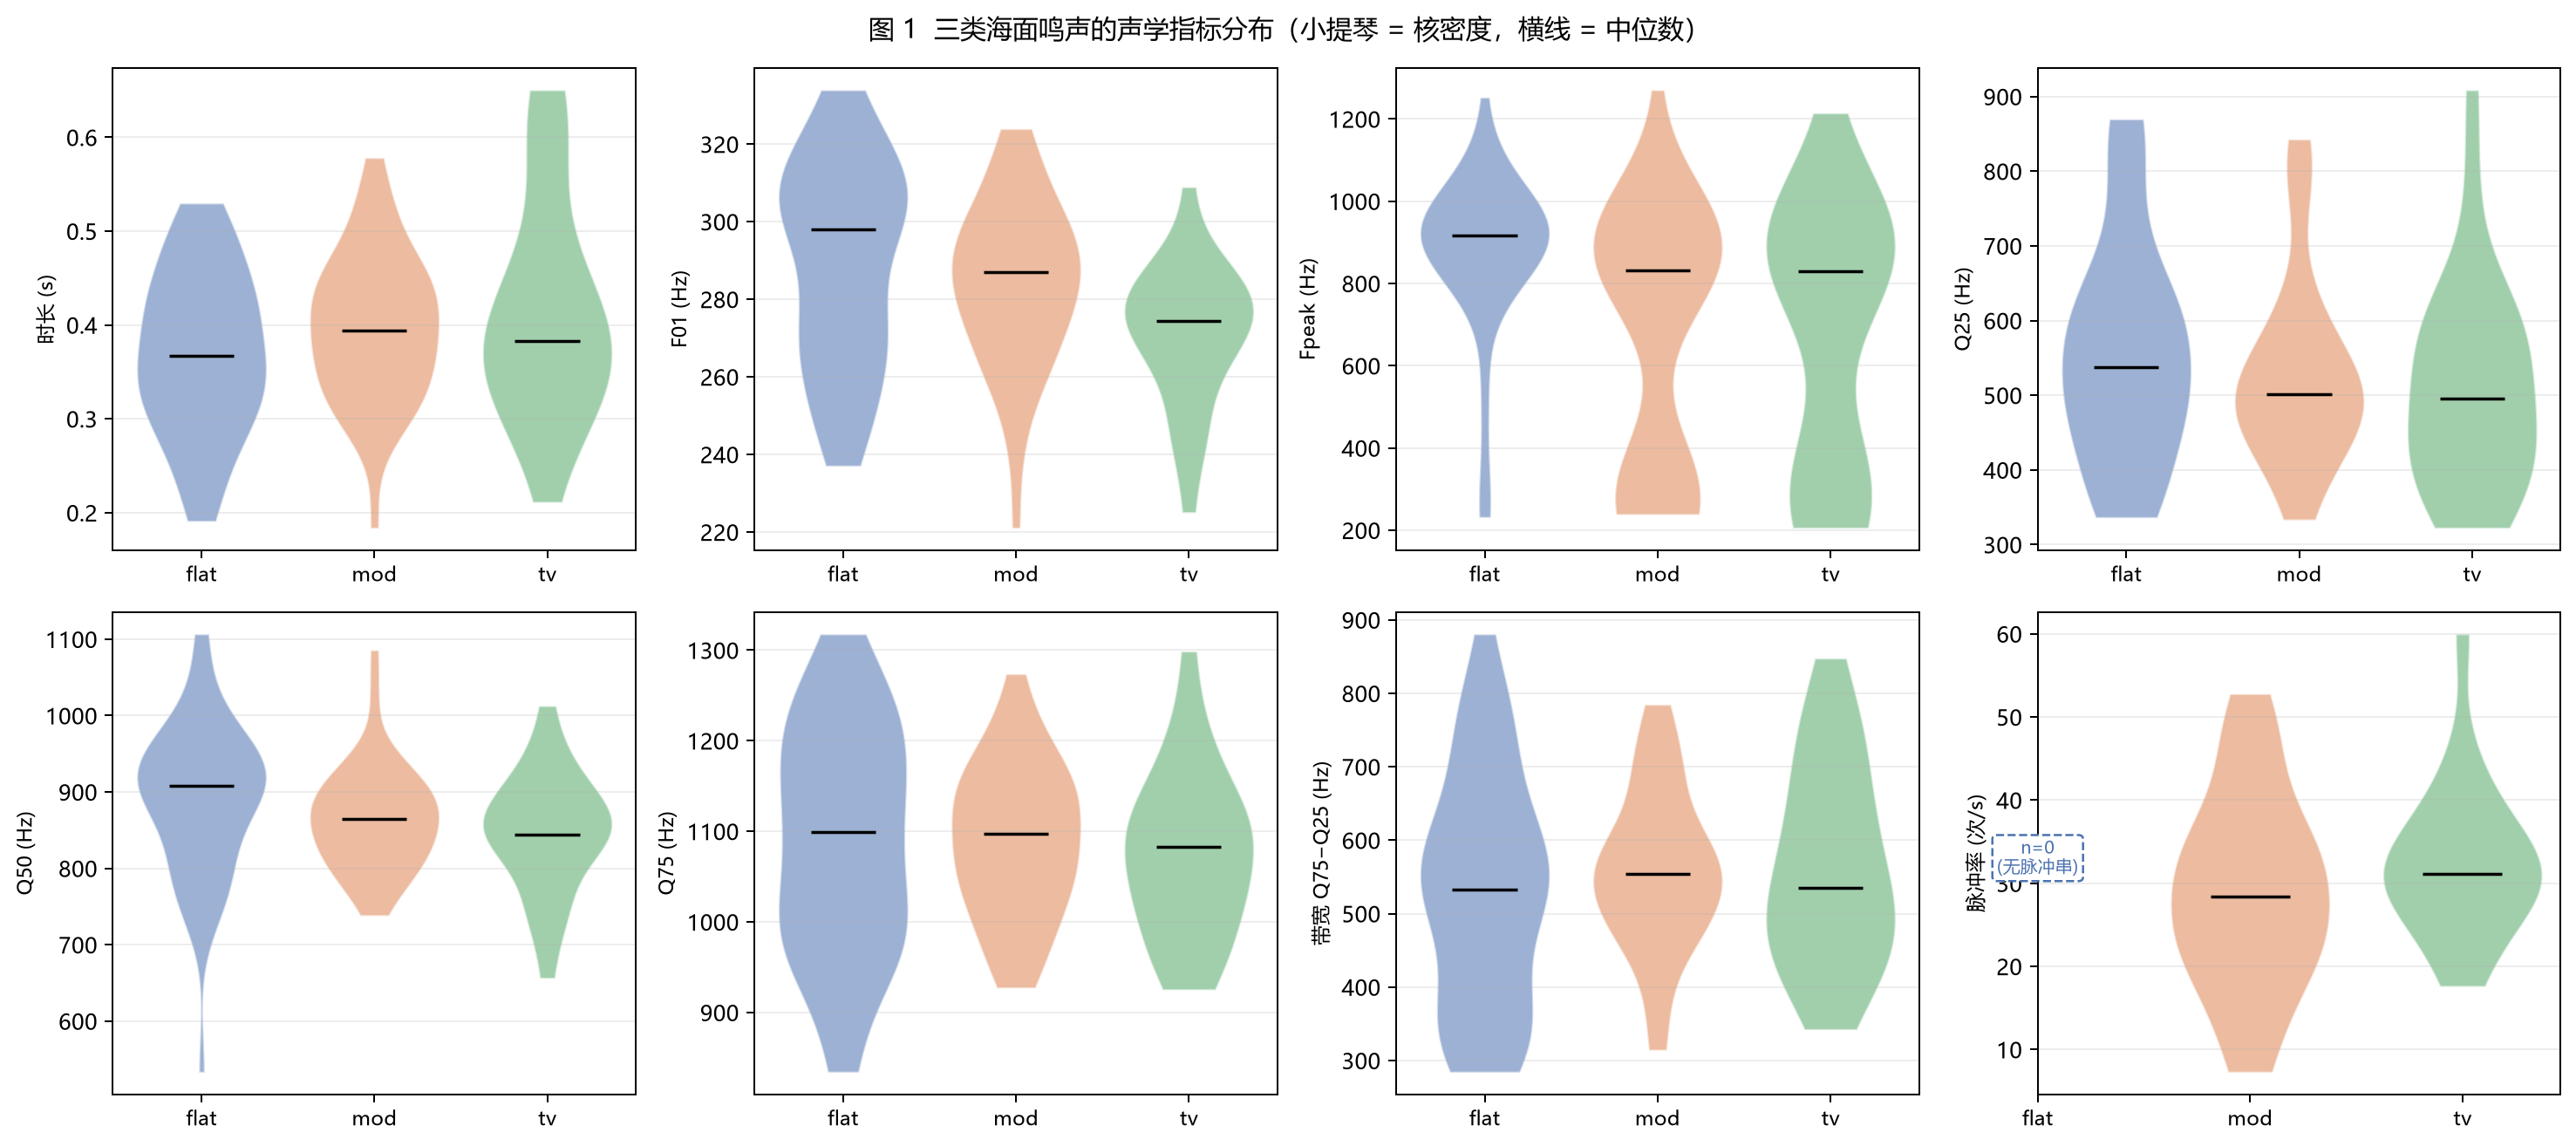 图 1  三类海面鸣声的声学指标分布（小提琴 = 核密度，横线 = 中位数）
时长 (s)
0.6
0.5
0.4
0.3
0.2
flat mod tv
F01 (Hz)
320
300
280
260
240
220
flat mod tv
Fpeak (Hz)
1200
1000
800
600
400
200
flat mod tv
Q25 (Hz)
900
800
700
600
500
400
300
flat mod tv
Q50 (Hz)
1100
1000
900
800
700
600
flat mod tv
Q75 (Hz)
1300
1200
1100
1000
900
flat mod tv
带宽 Q75−Q25 (Hz)
900
800
700
600
500
400
300
flat mod tv
脉冲率 (次/s)
60
50
40
30
20
10
n=0
(无脉冲串)
flat mod tv